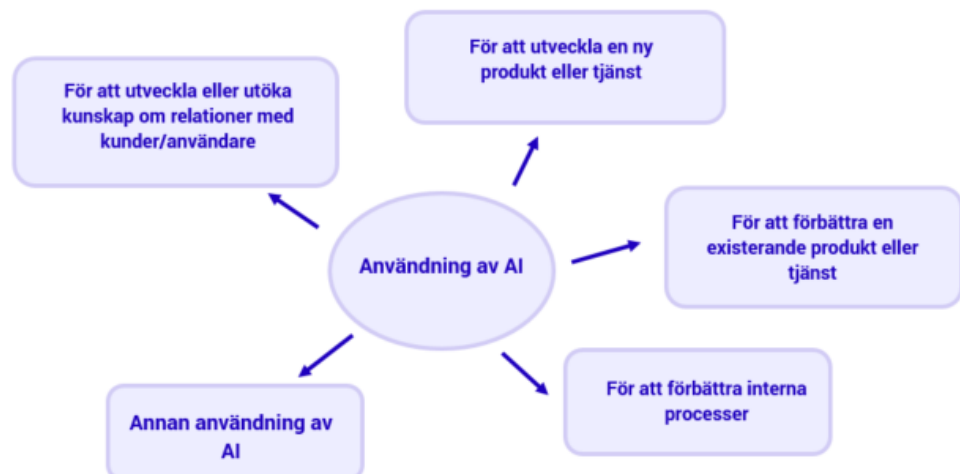 För att utveckla en ny
produkt eller tjänst
För att utveckla eller utöka
kunskap om relationer med
kunder/användare
För att förbättra en
existerande produkt eller
tjänst
Användning av AI
För att förbättra interna
processer
Annan användning av
AI